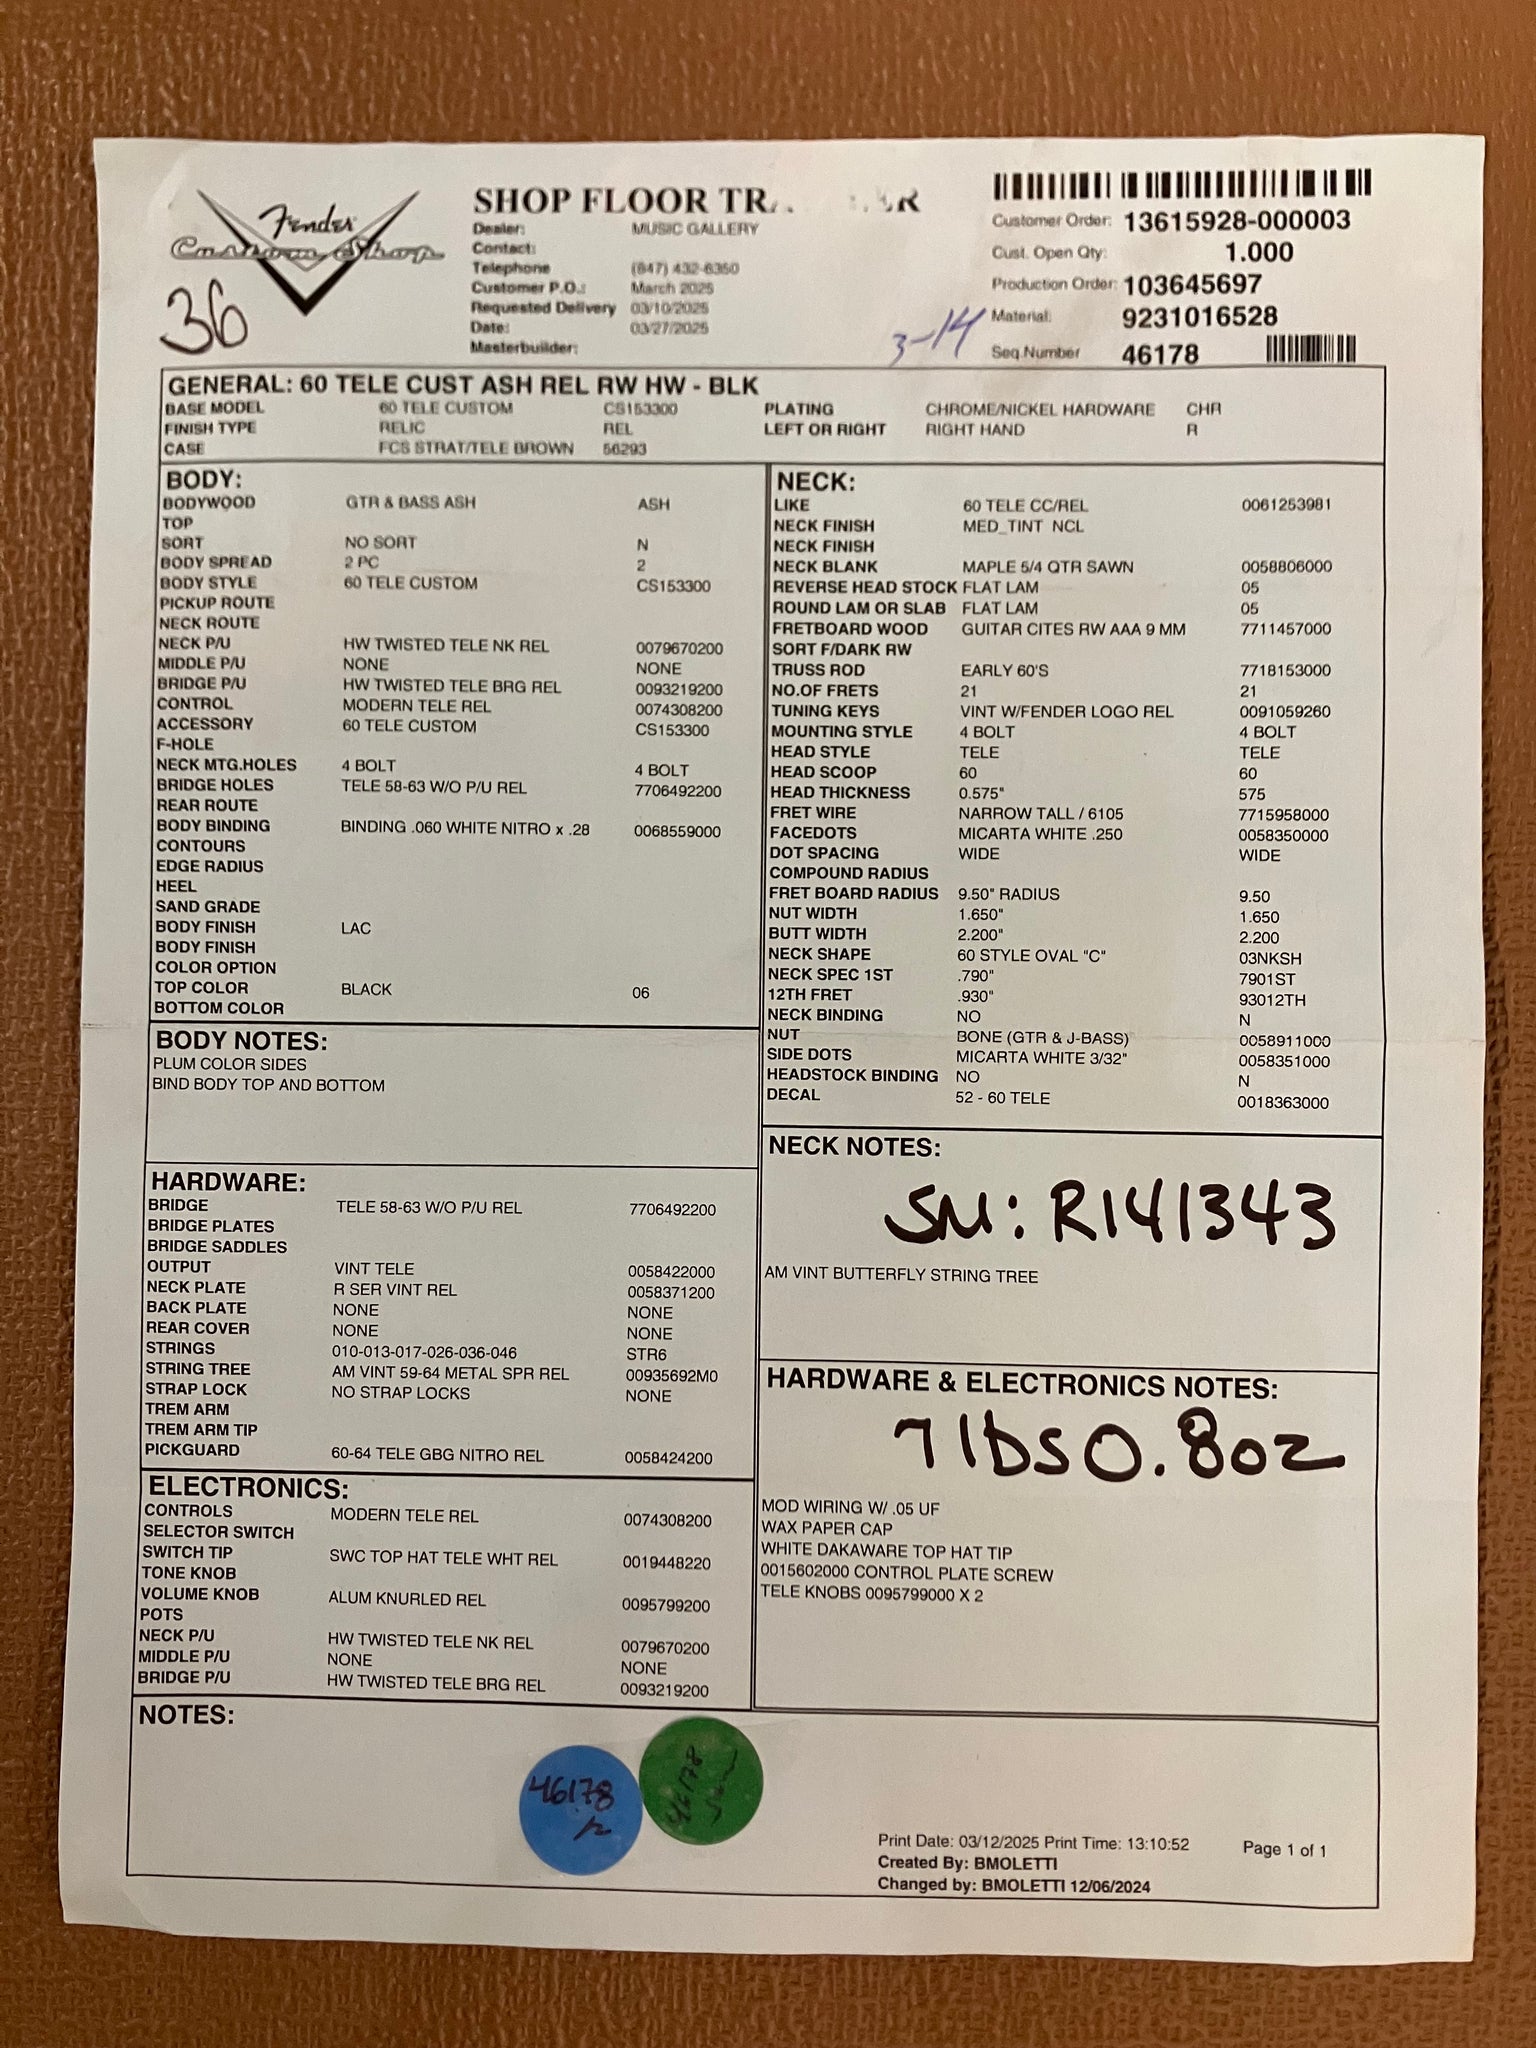 Fender
Custom Shop
36
SHOP FLOOR TR
Dealer: MUSIC GALLERY
Contact:
Telephone (847) 432-6350
Customer P.O.: March 2025
Requested Delivery 03/10/2025
Date: 03/27/2025
Masterbuilder:
3-14
Customer Order: 13615928-000003
Cust. Open Qty: 1.000
Production Order: 103645697
Material: 9231016528
Seq.Number 46178
GENERAL: 60 TELE CUST ASH REL RW HW - BLK
BASE MODEL 60 TELE CUSTOM CS153300 PLATING CHROME/NICKEL HARDWARE CHR
FINISH TYPE RELIC REL LEFT OR RIGHT RIGHT HAND R
CASE FCS STRAT/TELE BROWN 56293
BODY:
BODYWOOD GTR & BASS ASH ASH
TOP
SORT NO SORT N
BODY SPREAD 2 PC 2
BODY STYLE 60 TELE CUSTOM CS153300
PICKUP ROUTE
NECK ROUTE
NECK P/U HW TWISTED TELE NK REL 0079670200
MIDDLE P/U NONE NONE
BRIDGE P/U HW TWISTED TELE BRG REL 0093219200
CONTROL MODERN TELE REL 0074308200
ACCESSORY 60 TELE CUSTOM CS153300
F-HOLE
NECK MTG.HOLES 4 BOLT 4 BOLT
BRIDGE HOLES TELE 58-63 W/O P/U REL 7706492200
REAR ROUTE
BODY BINDING BINDING .060 WHITE NITRO x .28 0068559000
CONTOURS
EDGE RADIUS
HEEL
SAND GRADE
BODY FINISH LAC
BODY FINISH
COLOR OPTION
TOP COLOR BLACK 06
BOTTOM COLOR
BODY NOTES:
PLUM COLOR SIDES
BIND BODY TOP AND BOTTOM
HARDWARE:
BRIDGE TELE 58-63 W/O P/U REL 7706492200
BRIDGE PLATES
BRIDGE SADDLES
OUTPUT VINT TELE 0058422000
NECK PLATE R SER VINT REL 0058371200
BACK PLATE NONE NONE
REAR COVER NONE NONE
STRINGS 010-013-017-026-036-046 STR6
STRING TREE AM VINT 59-64 METAL SPR REL 00935692M0
STRAP LOCK NO STRAP LOCKS NONE
TREM ARM
TREM ARM TIP
PICKGUARD 60-64 TELE GBG NITRO REL 0058424200
ELECTRONICS:
CONTROLS MODERN TELE REL 0074308200
SELECTOR SWITCH
SWITCH TIP SWC TOP HAT TELE WHT REL 0019448220
TONE KNOB
VOLUME KNOB ALUM KNURLED REL 0095799200
POTS
NECK P/U HW TWISTED TELE NK REL 0079670200
MIDDLE P/U NONE NONE
BRIDGE P/U HW TWISTED TELE BRG REL 0093219200
NECK:
LIKE 60 TELE CC/REL 0061253981
NECK FINISH MED_TINT NCL
NECK FINISH
NECK BLANK MAPLE 5/4 QTR SAWN 0058806000
REVERSE HEAD STOCK FLAT LAM 05
ROUND LAM OR SLAB FLAT LAM 05
FRETBOARD WOOD GUITAR CITES RW AAA 9 MM 7711457000
SORT F/DARK RW
TRUSS ROD EARLY 60'S 7718153000
NO.OF FRETS 21 21
TUNING KEYS VINT W/FENDER LOGO REL 0091059260
MOUNTING STYLE 4 BOLT 4 BOLT
HEAD STYLE TELE TELE
HEAD SCOOP 60 60
HEAD THICKNESS 0.575" 575
FRET WIRE NARROW TALL / 6105 7715958000
FACEDOTS MICARTA WHITE .250 0058350000
DOT SPACING WIDE WIDE
COMPOUND RADIUS
FRET BOARD RADIUS 9.50" RADIUS 9.50
NUT WIDTH 1.650" 1.650
BUTT WIDTH 2.200" 2.200
NECK SHAPE 60 STYLE OVAL "C" 03NKSH
NECK SPEC 1ST .790" 7901ST
12TH FRET .930" 93012TH
NECK BINDING NO N
NUT BONE (GTR & J-BASS) 0058911000
SIDE DOTS MICARTA WHITE 3/32" 0058351000
HEADSTOCK BINDING NO N
DECAL 52 - 60 TELE 0018363000
NECK NOTES:
SN: R141343
AM VINT BUTTERFLY STRING TREE
HARDWARE & ELECTRONICS NOTES:
7 lbs 0.8oz
MOD WIRING W/ .05 UF
WAX PAPER CAP
WHITE DAKAWARE TOP HAT TIP
0015602000 CONTROL PLATE SCREW
TELE KNOBS 0095799000 X 2
NOTES:
46178
46178
Print Date: 03/12/2025 Print Time: 13:10:52 Page 1 of 1
Created By: BMOLETTI
Changed by: BMOLETTI 12/06/2024